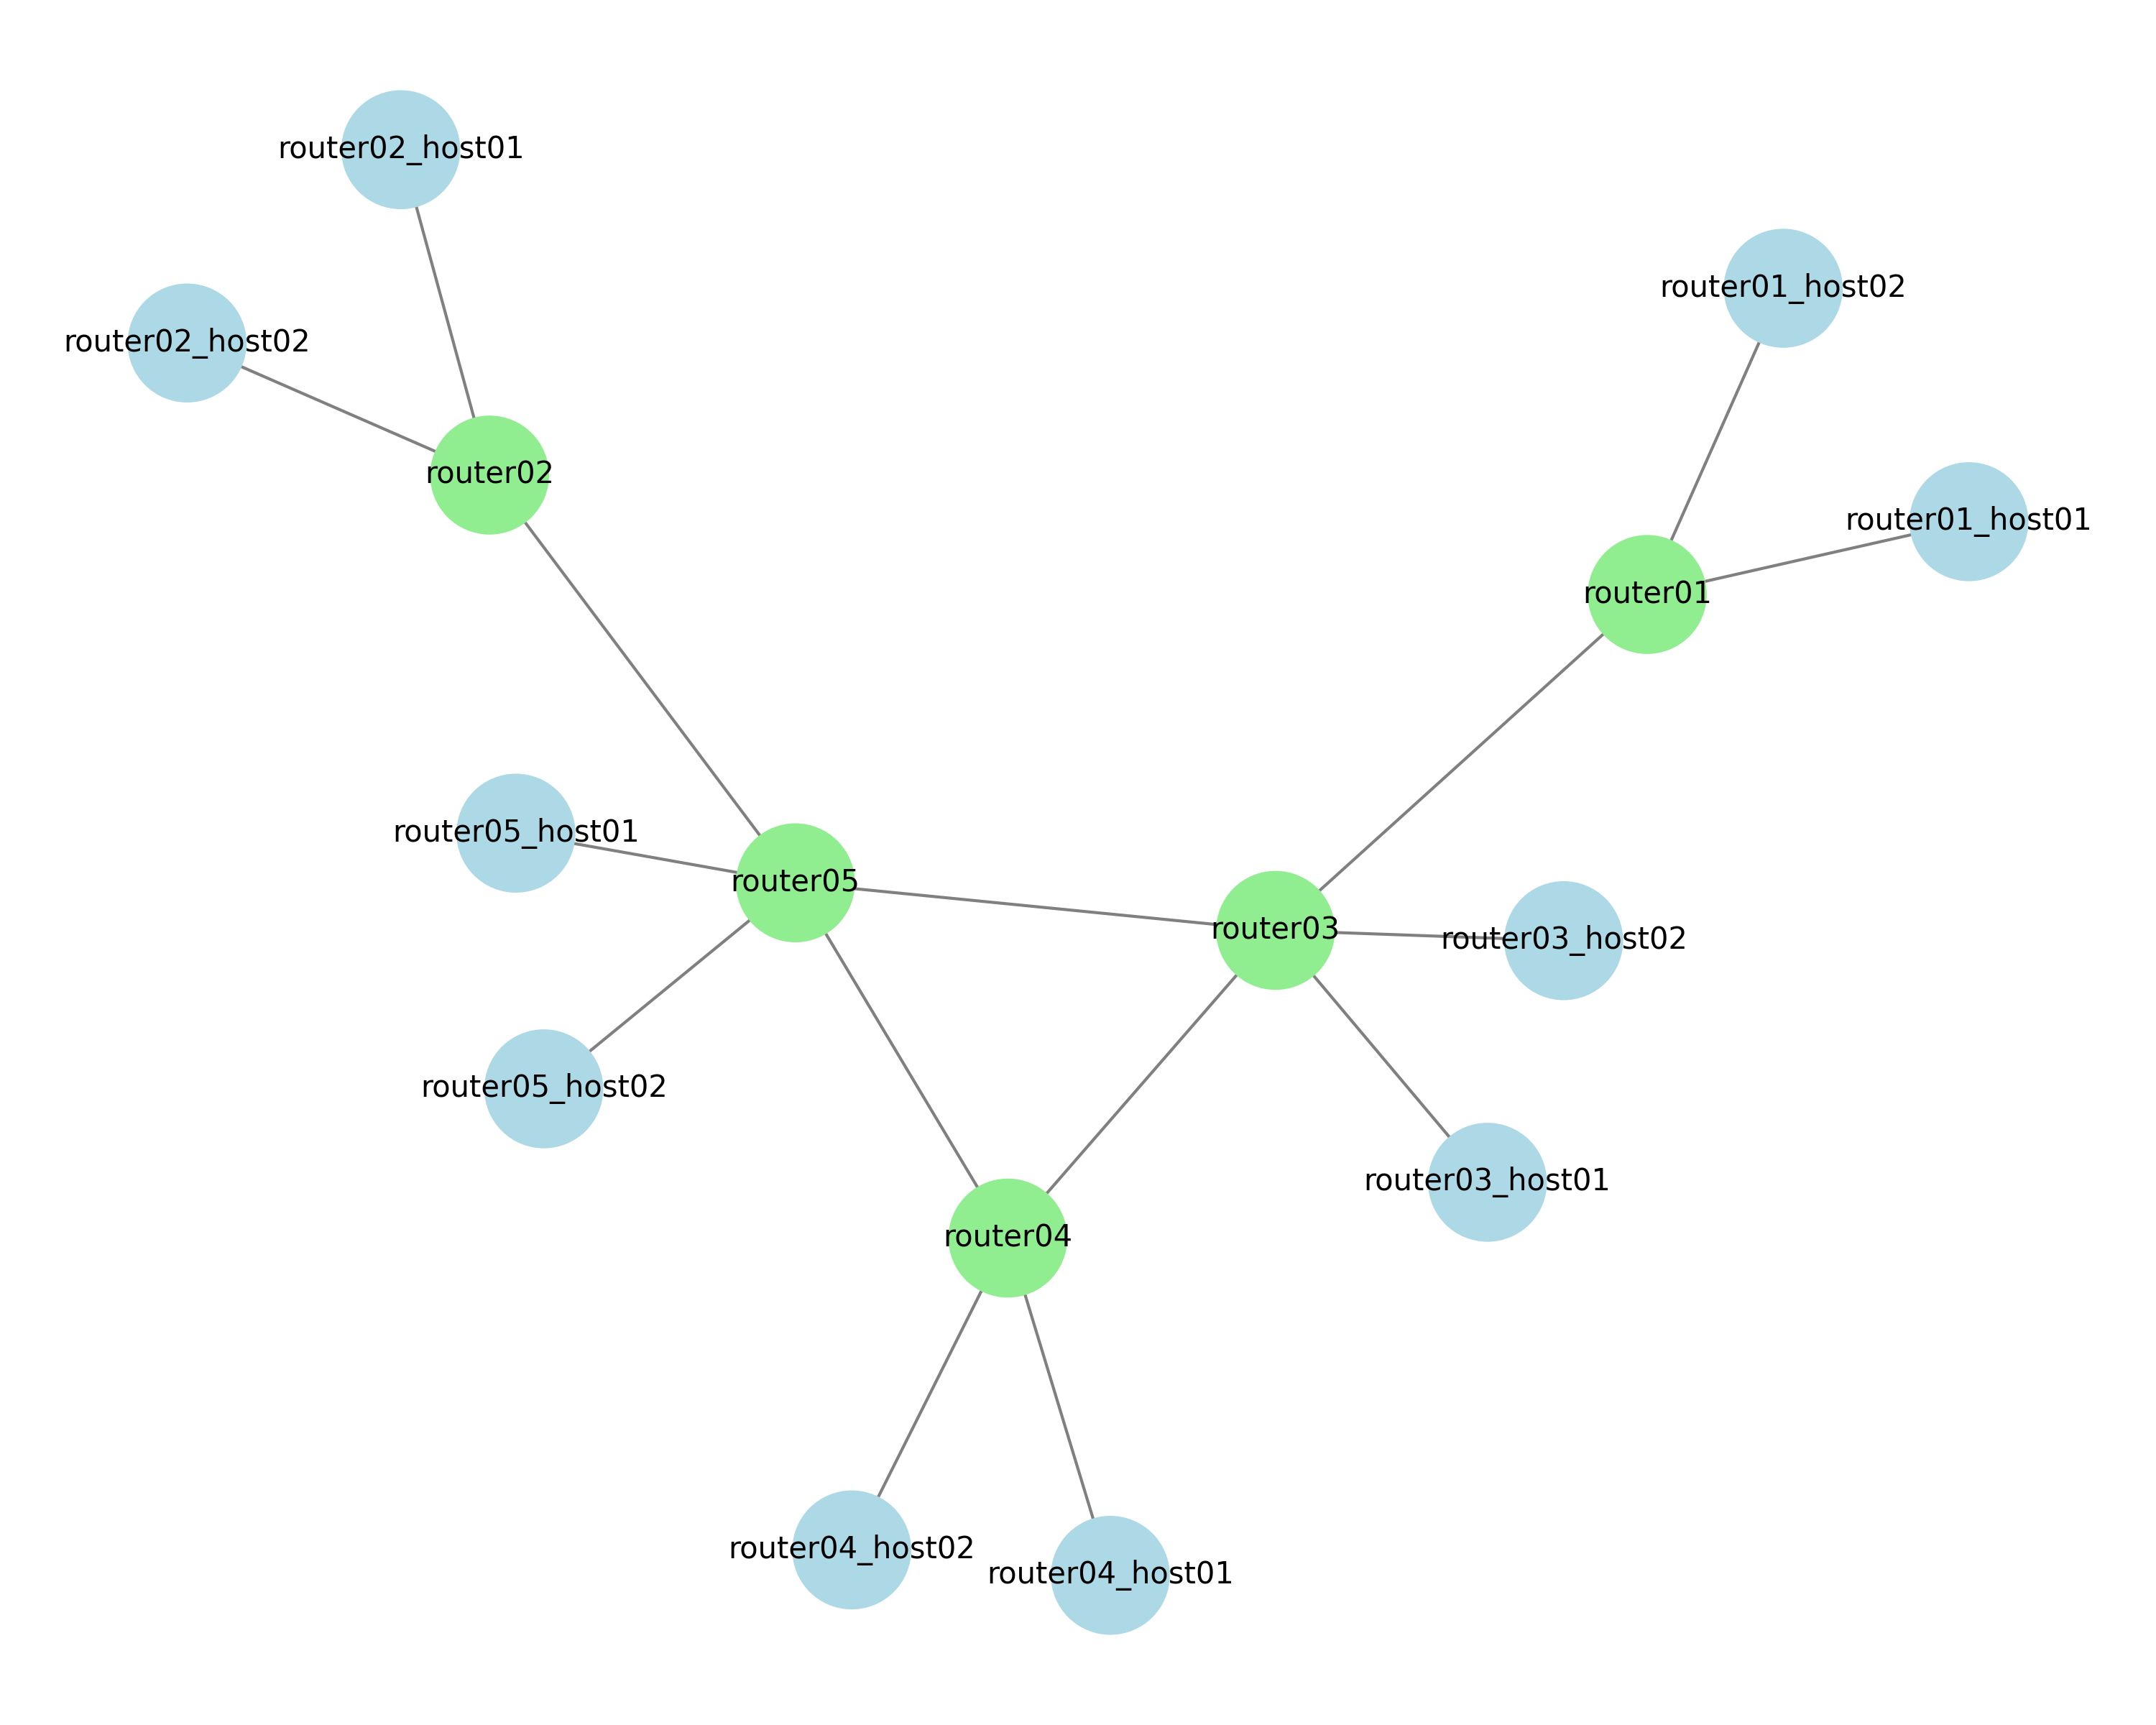 router02_host01
router01_host02
router02_host02
router02
router01_host01
router01
router05_host01
router05
router03
router03_host02
router05_host02
router03_host01
router04
router04_host02
router04_host01